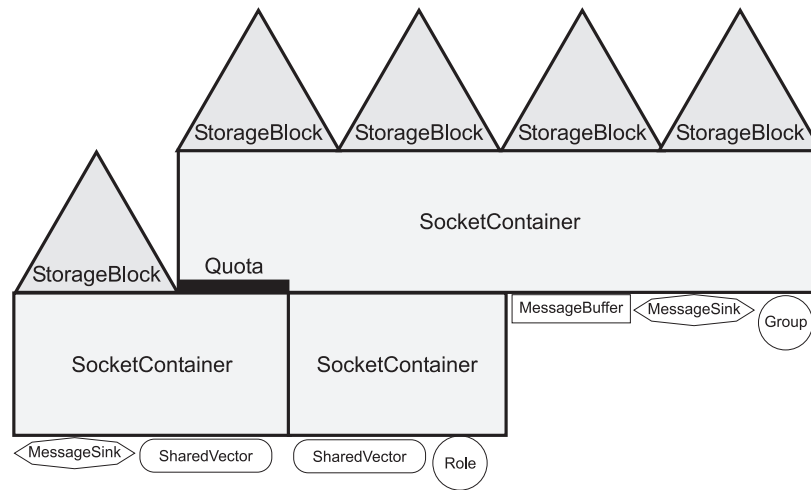 StorageBlock StorageBlock StorageBlock StorageBlock
SocketContainer
StorageBlock
Quota
MessageBuffer MessageSink Group
SocketContainer SocketContainer
MessageSink SharedVector SharedVector Role